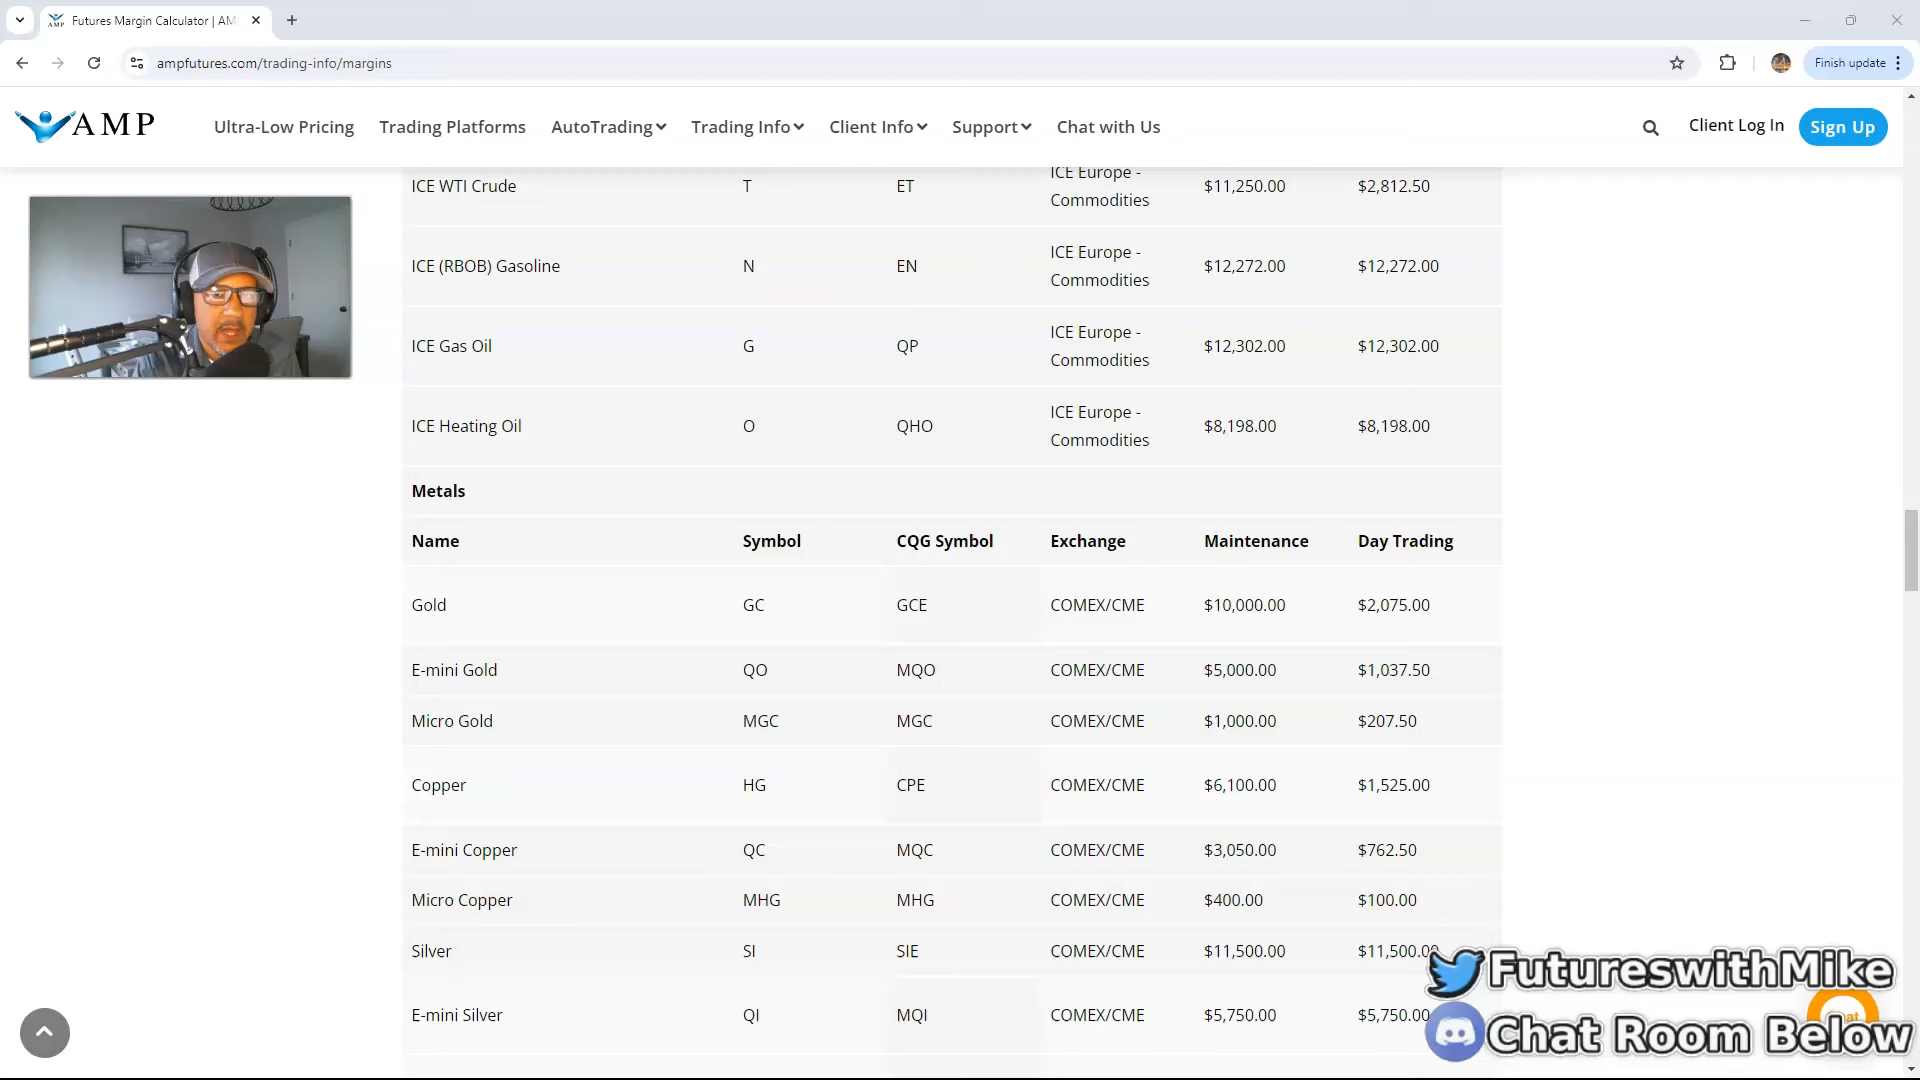 Futures Margin Calculator | AM
ampfutures.com/trading-info/margins
Finish update
AMP
Ultra-Low Pricing
Trading Platforms
AutoTrading
Trading Info
Client Info
Support
Chat with Us
Client Log In
Sign Up
ICE WTI Crude T ET ICE Europe - Commodities $11,250.00 $2,812.50
ICE (RBOB) Gasoline N EN ICE Europe - Commodities $12,272.00 $12,272.00
ICE Gas Oil G QP ICE Europe - Commodities $12,302.00 $12,302.00
ICE Heating Oil O QHO ICE Europe - Commodities $8,198.00 $8,198.00
Metals
Name Symbol CQG Symbol Exchange Maintenance Day Trading
Gold GC GCE COMEX/CME $10,000.00 $2,075.00
E-mini Gold QO MQO COMEX/CME $5,000.00 $1,037.50
Micro Gold MGC MGC COMEX/CME $1,000.00 $207.50
Copper HG CPE COMEX/CME $6,100.00 $1,525.00
E-mini Copper QC MQC COMEX/CME $3,050.00 $762.50
Micro Copper MHG MHG COMEX/CME $400.00 $100.00
Silver SI SIE COMEX/CME $11,500.00 $11,500.00
E-mini Silver QI MQI COMEX/CME $5,750.00 $5,750.00
FutureswithMike
Chat Room Below